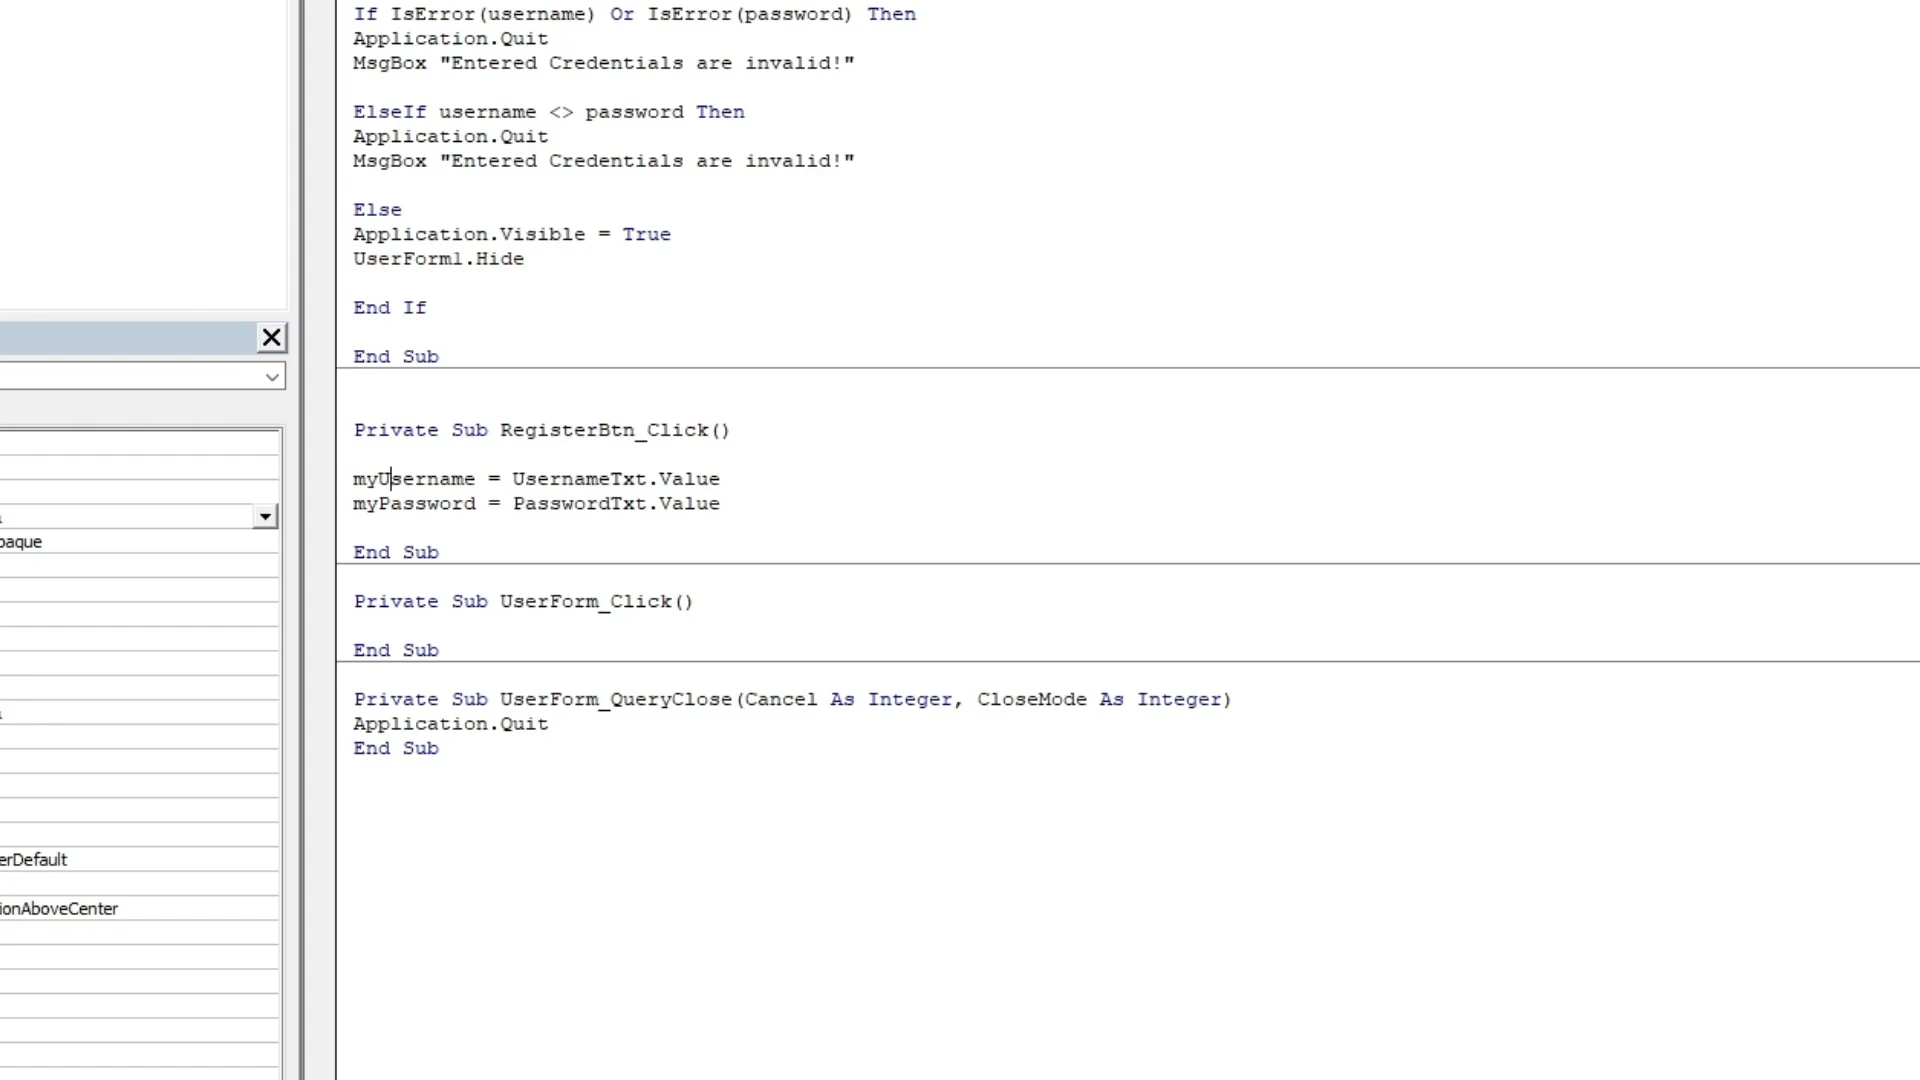 If IsError(username) Or IsError(password) Then
Application.Quit
MsgBox "Entered Credentials are invalid!"
ElseIf username <> password Then
Application.Quit
MsgBox "Entered Credentials are invalid!"
Else
Application.Visible = True
UserForm1.Hide
End If
End Sub
Private Sub RegisterBtn_Click()
myUsername = UsernameTxt.Value
myPassword = PasswordTxt.Value
End Sub
Private Sub UserForm_Click()
End Sub
Private Sub UserForm_QueryClose(Cancel As Integer, CloseMode As Integer)
Application.Quit
End Sub
paque
erDefault
ionAboveCenter